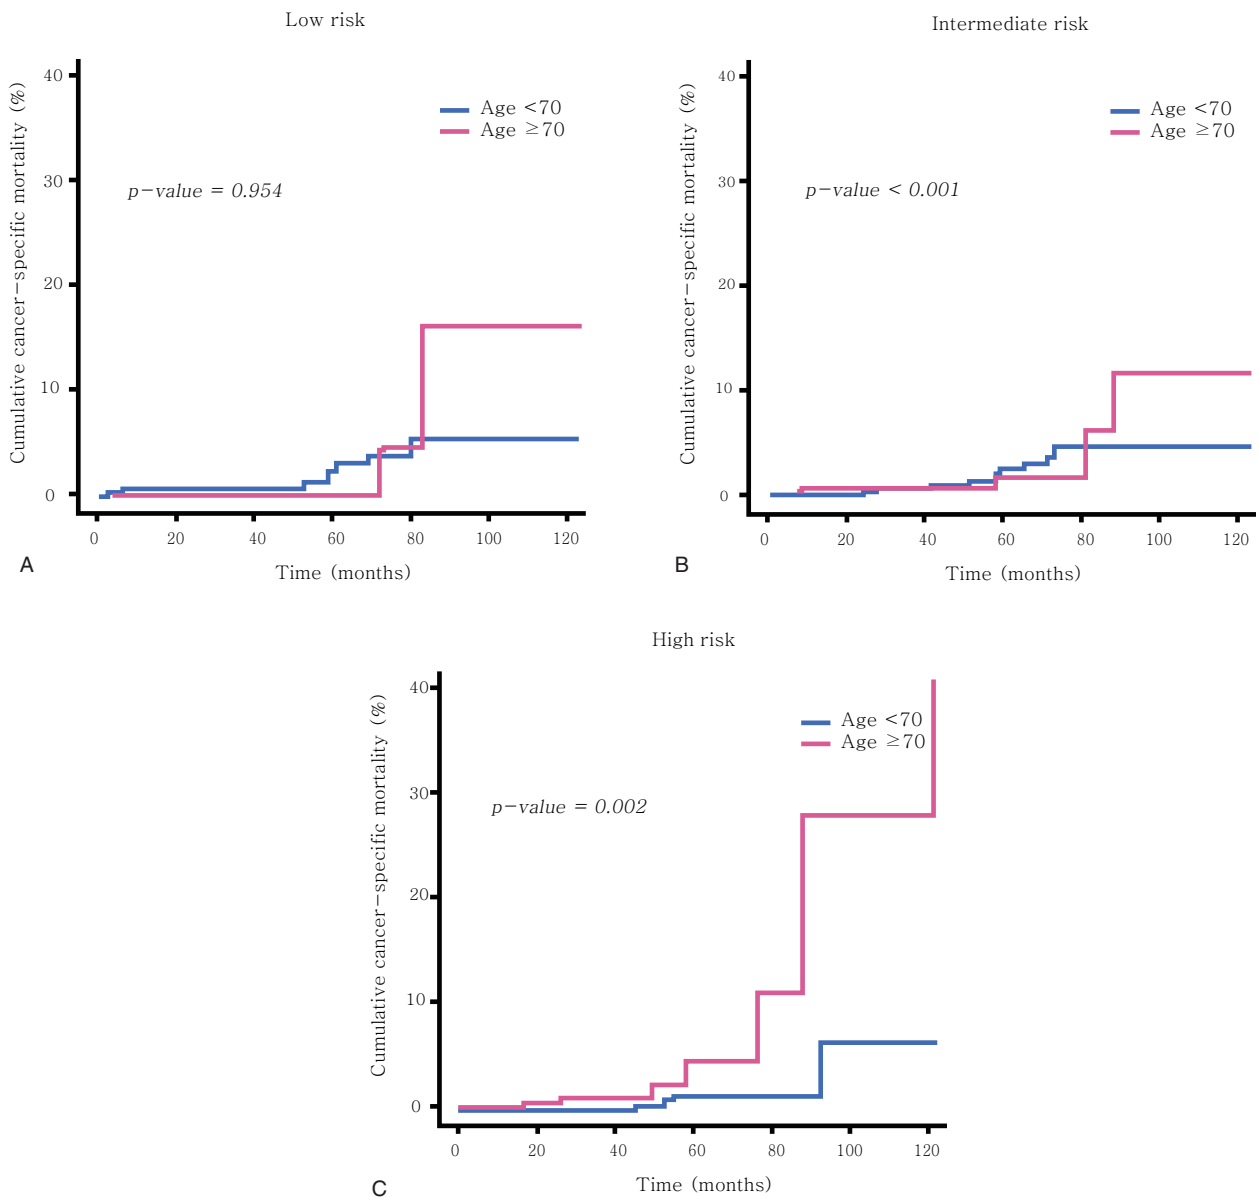 Low risk
Cumulative cancer-specific mortality (%)
40
30
20
10
0
Age <70
Age ≥70
p-value = 0.954
0 20 40 60 80 100 120
Time (months)
A
Intermediate risk
Cumulative cancer-specific mortality (%)
40
30
20
10
0
Age <70
Age ≥70
p-value < 0.001
0 20 40 60 80 100 120
Time (months)
B
High risk
Cumulative cancer-specific mortality (%)
40
30
20
10
0
Age <70
Age ≥70
p-value = 0.002
0 20 40 60 80 100 120
Time (months)
C